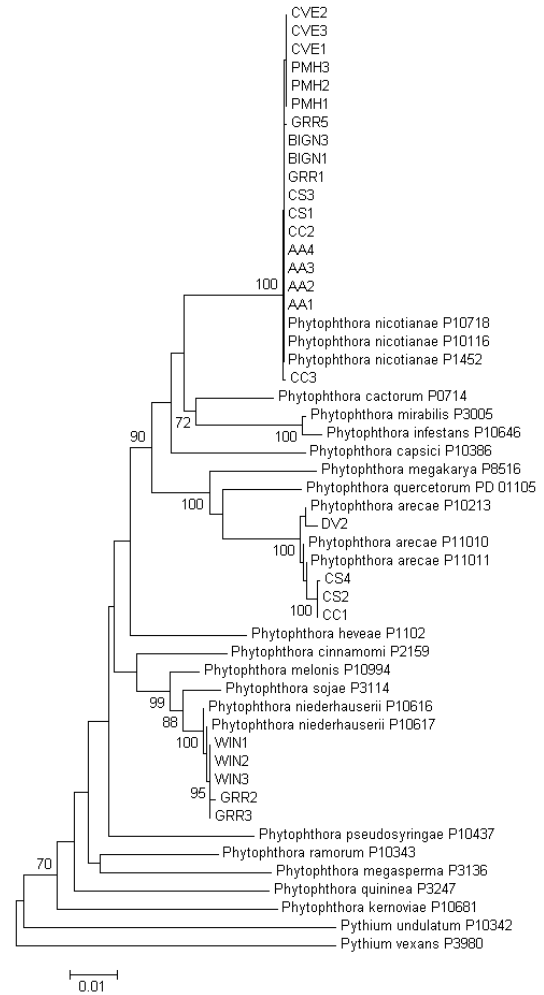 CVE2
CVE3
CVE1
PMH3
PMH2
PMH1
GRR5
BIGN3
BIGN1
GRR1
CS3
CS1
CC2
AA4
AA3
AA2
100
AA1
Phytophthora nicotianae P10718
Phytophthora nicotianae P10116
Phytophthora nicotianae P1452
CC3
Phytophthora cactorum P0714
Phytophthora mirabilis P3005
72
Phytophthora infestans P10646
100
90
Phytophthora capsici P10386
Phytophthora megakarya P8516
Phytophthora quercetorum PD 01105
100
Phytophthora arecae P10213
DV2
Phytophthora arecae P11010
100
Phytophthora arecae P11011
CS4
CS2
100
CC1
Phytophthora heveae P1102
Phytophthora cinnamomi P2159
Phytophthora melonis P10994
Phytophthora sojae P3114
99
Phytophthora niederhauserii P10616
88
Phytophthora niederhauserii P10617
100
WIN1
WIN2
WIN3
95
GRR2
GRR3
Phytophthora pseudosyringae P10437
Phytophthora ramorum P10343
70
Phytophthora megasperma P3136
Phytophthora quininea P3247
Phytophthora kernoviae P10681
Pythium undulatum P10342
Pythium vexans P3980
0.01